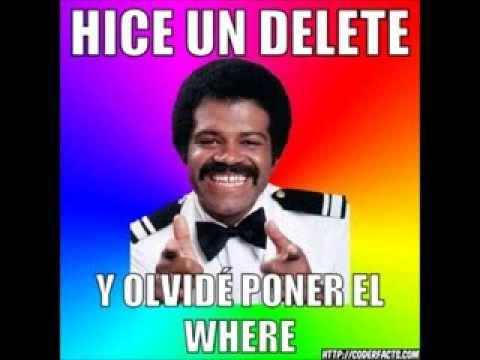 HICE UN DELETE
Y OLVIDÉ PONER EL
WHERE
HTTP://CODERFACTS.COM/